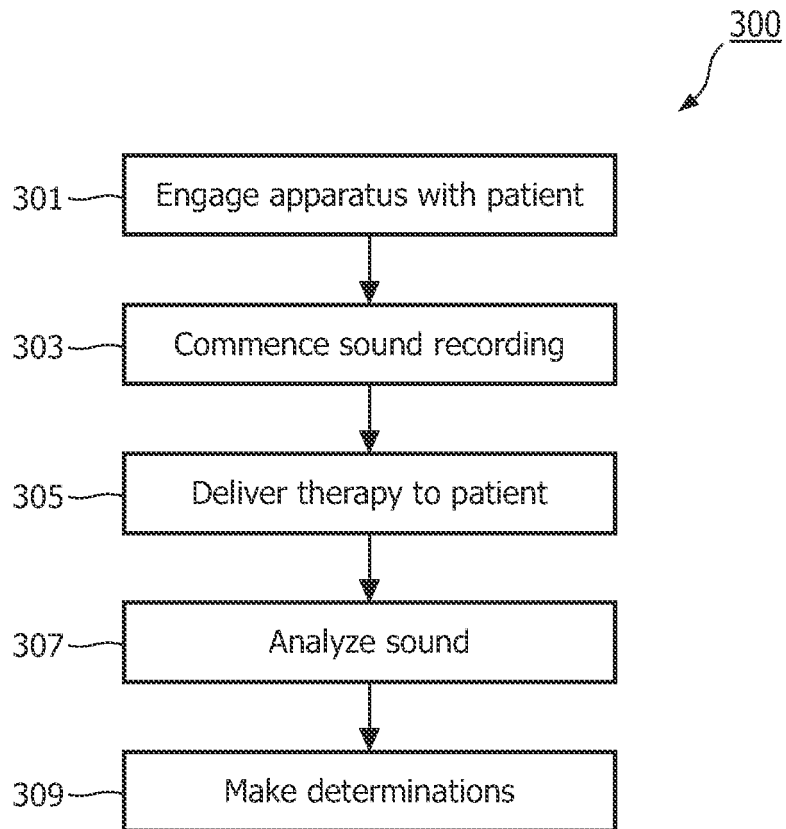 300
301 Engage apparatus with patient
303 Commence sound recording
305 Deliver therapy to patient
307 Analyze sound
309 Make determinations